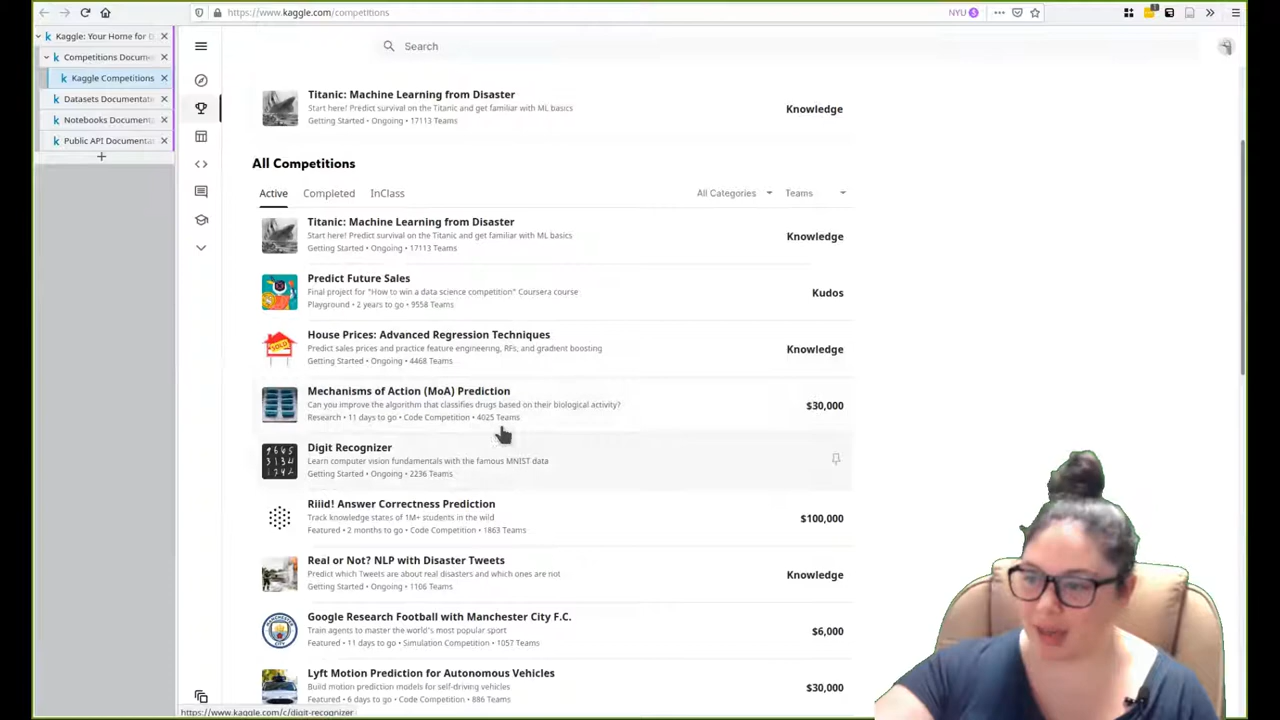 https://www.kaggle.com/competitions
NYU
Kaggle: Your Home for D
Competitions Docum
Kaggle Competitions
Datasets Documentat
Notebooks Document
Public API Documenta
Search
Titanic: Machine Learning from Disaster
Start here! Predict survival on the Titanic and get familiar with ML basics
Getting Started • Ongoing • 17113 Teams
Knowledge
All Competitions
Active Completed InClass All Categories Teams
Titanic: Machine Learning from Disaster
Start here! Predict survival on the Titanic and get familiar with ML basics
Getting Started • Ongoing • 17113 Teams
Knowledge
Predict Future Sales
Final project for "How to win a data science competition" Coursera course
Playground • 2 years to go • 9558 Teams
Kudos
House Prices: Advanced Regression Techniques
Predict sales prices and practice feature engineering, RFs, and gradient boosting
Getting Started • Ongoing • 4468 Teams
Knowledge
Mechanisms of Action (MoA) Prediction
Can you improve the algorithm that classifies drugs based on their biological activity?
Research • 11 days to go • Code Competition • 4025 Teams
$30,000
Digit Recognizer
Learn computer vision fundamentals with the famous MNIST data
Getting Started • Ongoing • 2236 Teams
Riiid! Answer Correctness Prediction
Track knowledge states of 1M+ students in the wild
Featured • 2 months to go • Code Competition • 1863 Teams
$100,000
Real or Not? NLP with Disaster Tweets
Predict which Tweets are about real disasters and which ones are not
Getting Started • Ongoing • 1106 Teams
Knowledge
Google Research Football with Manchester City F.C.
Train agents to master the world's most popular sport
Featured • 11 days to go • Simulation Competition • 1057 Teams
$6,000
Lyft Motion Prediction for Autonomous Vehicles
Build motion prediction models for self-driving vehicles
Featured • 6 days to go • Code Competition • 886 Teams
$30,000
https://www.kaggle.com/c/digit-recognizer